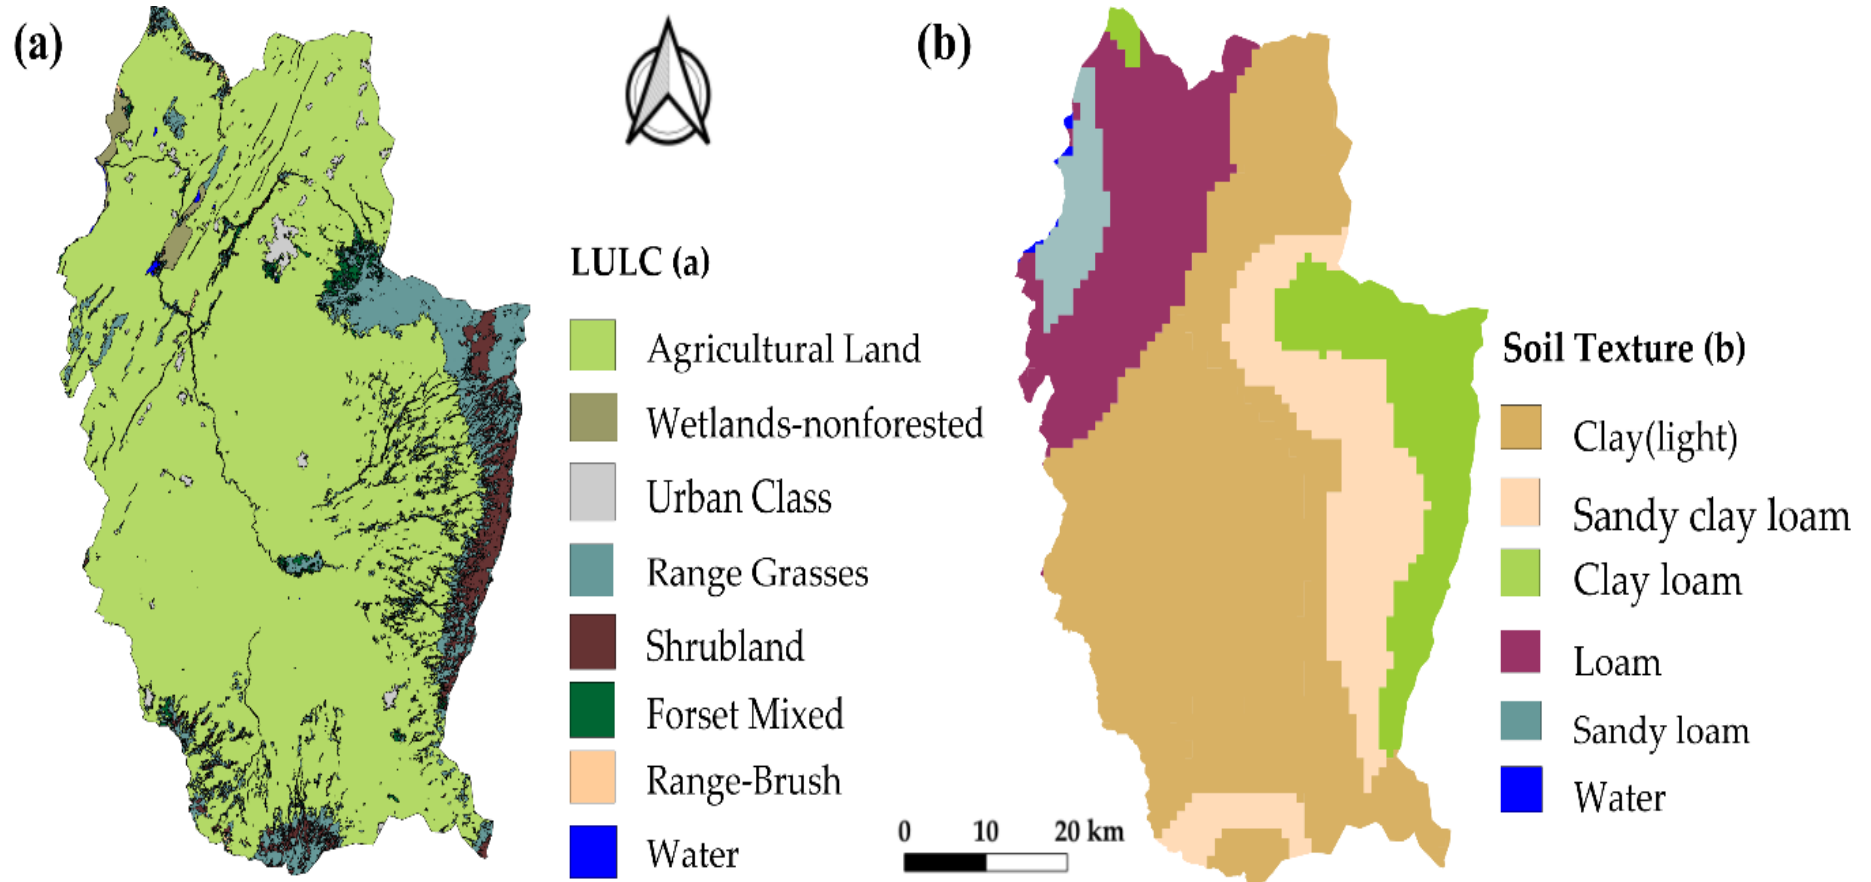 (a)
(b)
LULC (a)
Agricultural Land
Wetlands-nonforested
Urban Class
Range Grasses
Shrubland
Forset Mixed
Range-Brush
Water
0 10 20 km
Soil Texture (b)
Clay(light)
Sandy clay loam
Clay loam
Loam
Sandy loam
Water